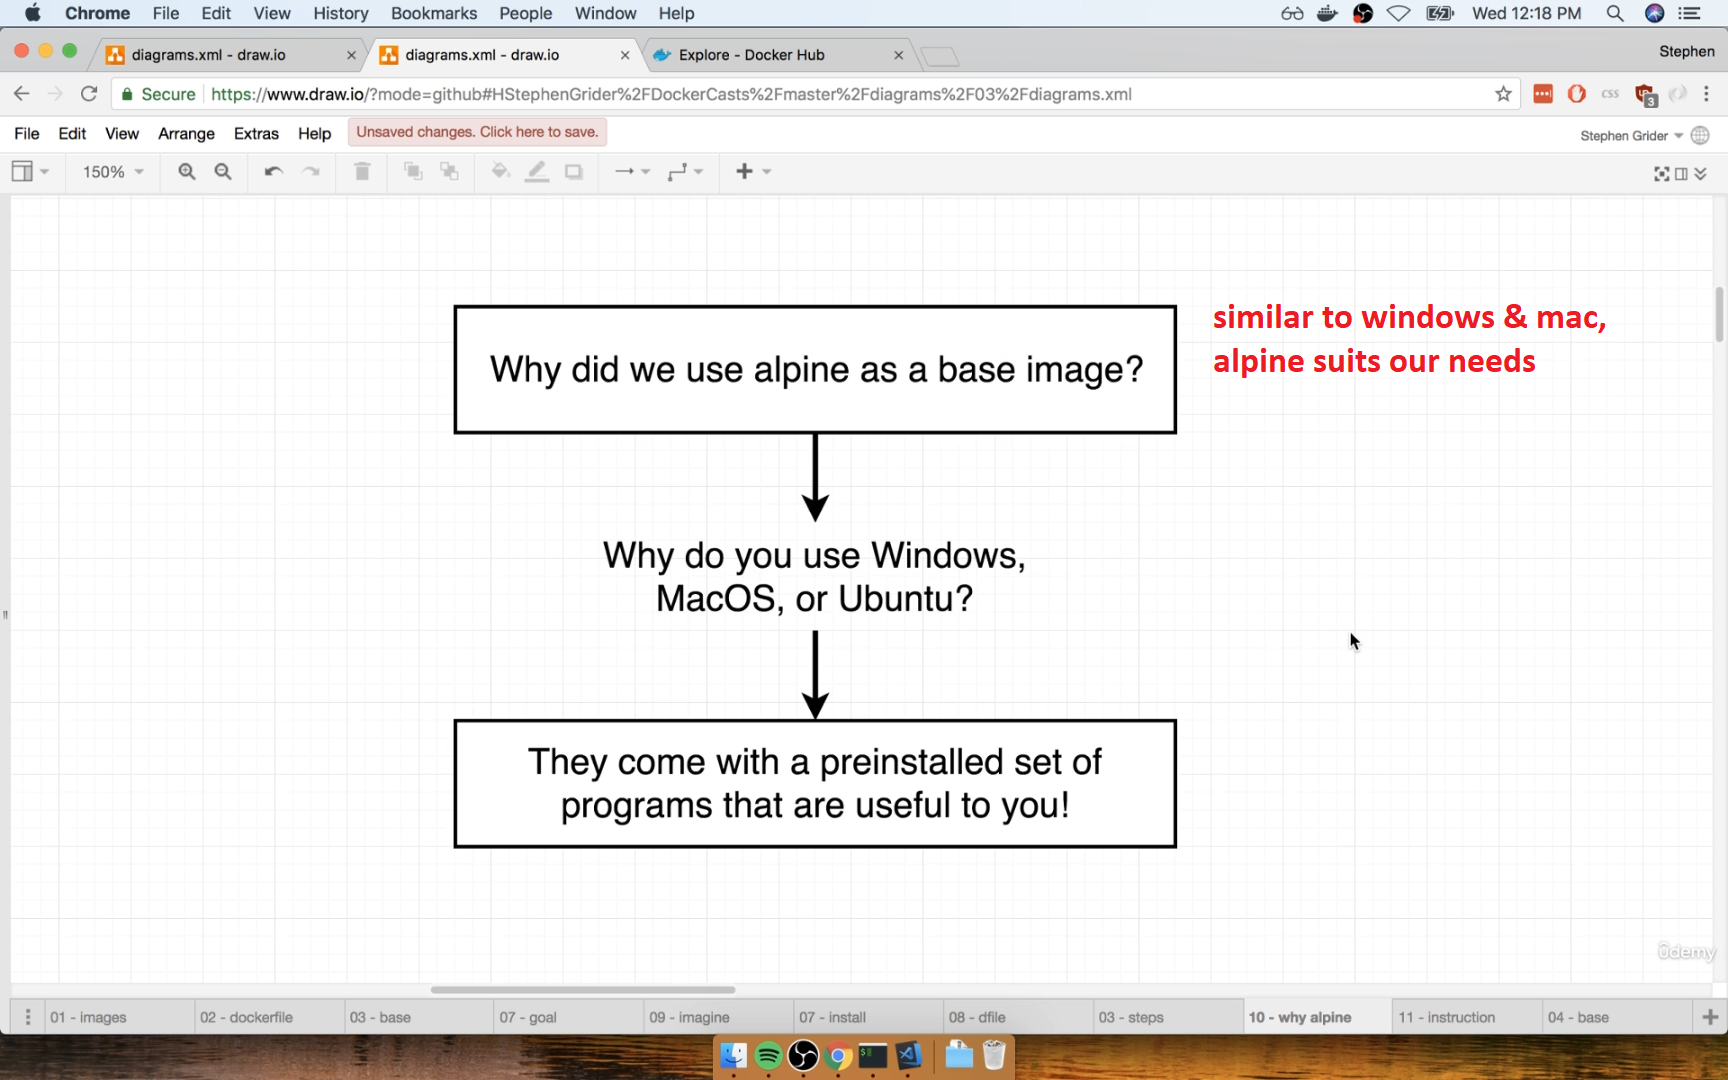 Chrome File Edit View History Bookmarks People Window Help Wed 12:18 PM
diagrams.xml - draw.io diagrams.xml - draw.io Explore - Docker Hub Stephen
Secure https://www.draw.io/?mode=github#HStephenGrider%2FDockerCasts%2Fmaster%2Fdiagrams%2F03%2Fdiagrams.xml CSS 3
File Edit View Arrange Extras Help Unsaved changes. Click here to save. Stephen Grider
150%
similar to windows & mac,
alpine suits our needs
Why did we use alpine as a base image?
Why do you use Windows,
MacOS, or Ubuntu?
They come with a preinstalled set of
programs that are useful to you!
ûdemy
01 - images 02 - dockerfile 03 - base 07 - goal 09 - imagine 07 - install 08 - dfile 03 - steps 10 - why alpine 11 - instruction 04 - base